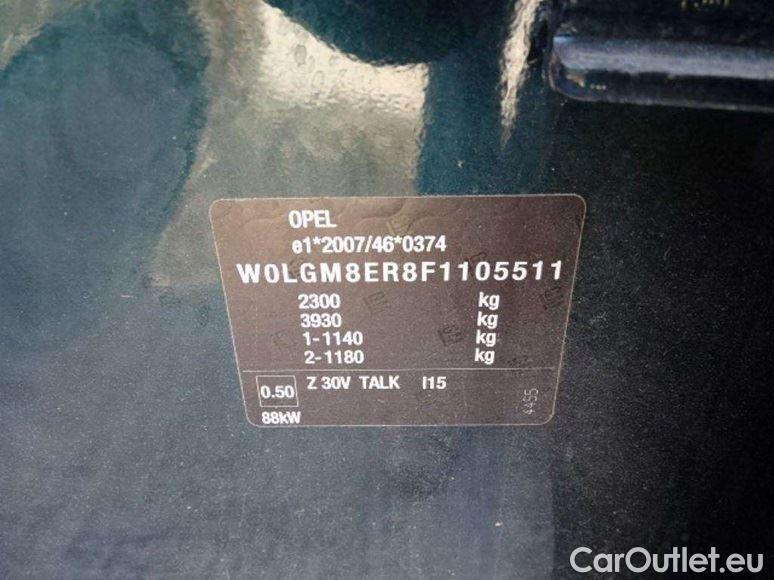 OPEL
e1*2007/46*0374
W0LGM8ER8F1105511
2300 kg
3930 kg
1-1140 kg
2-1180 kg
0.50 Z 30V TALK I15
88kW
44S5
CarOutlet.eu